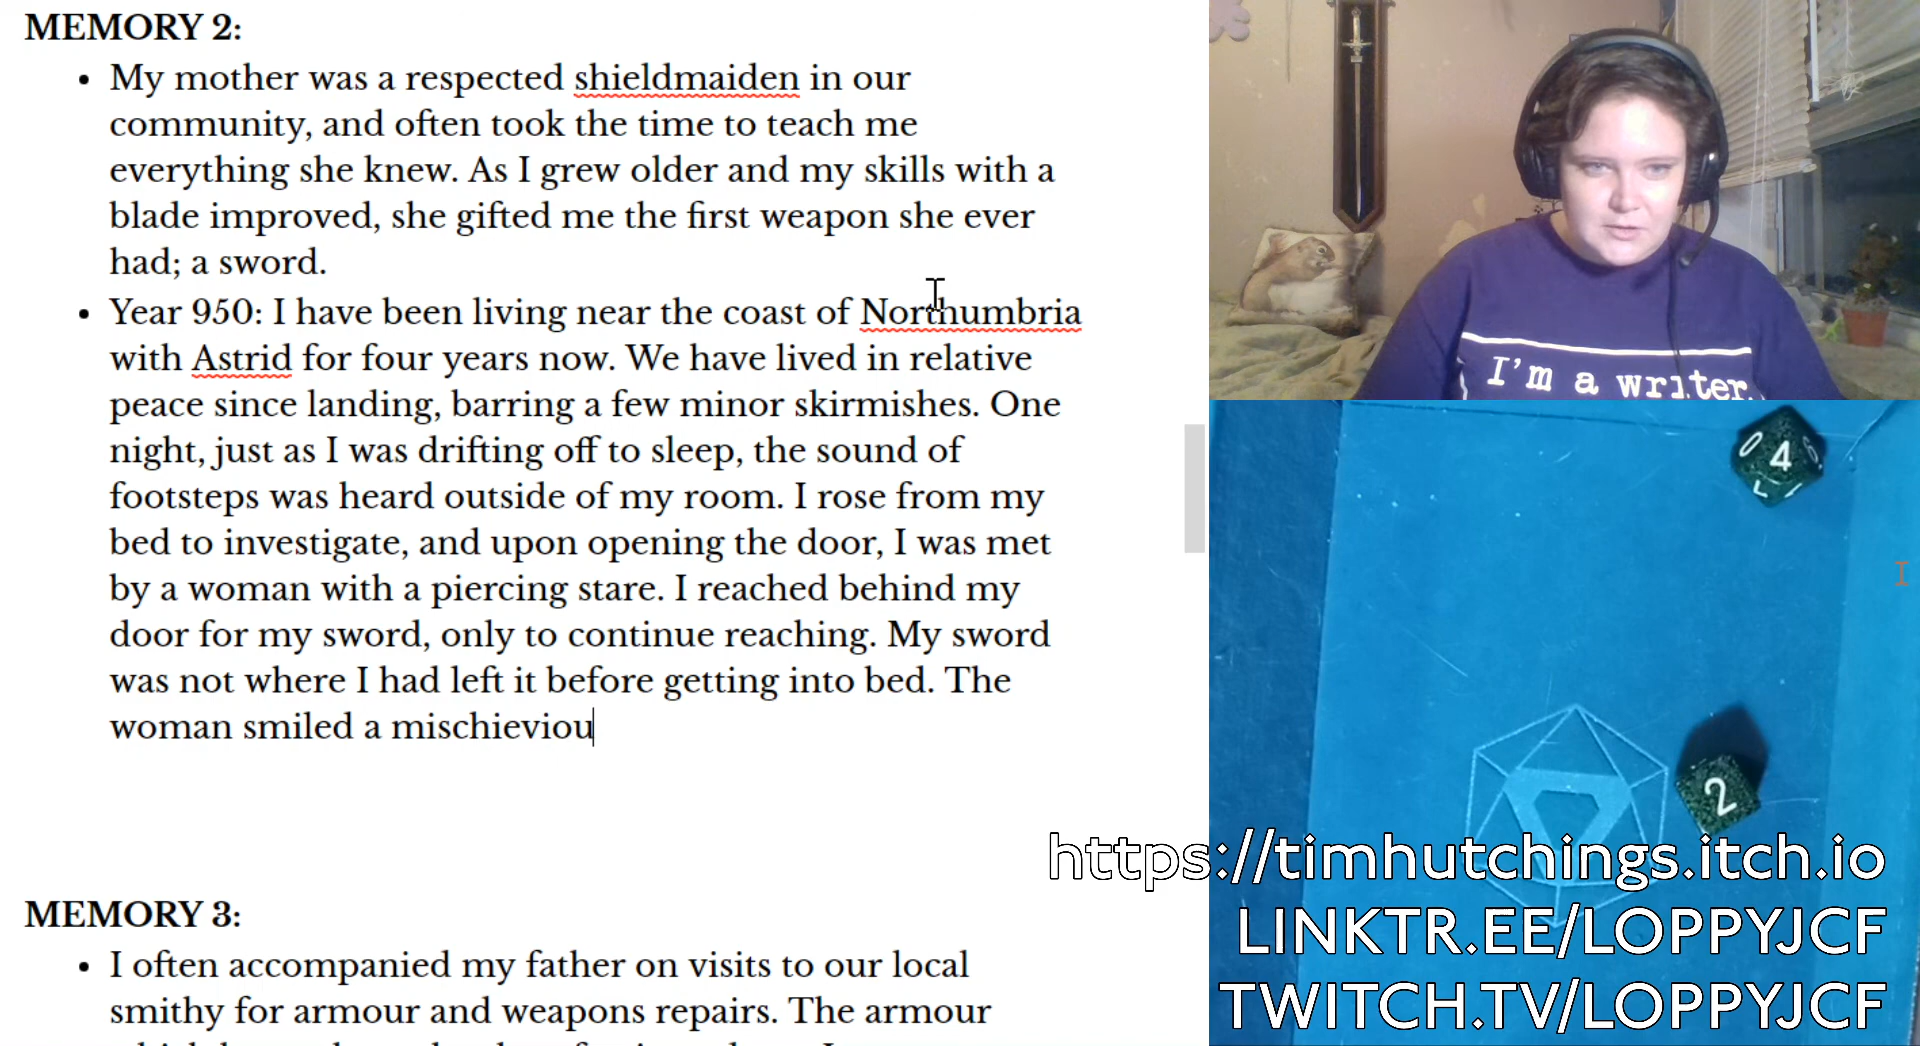 MEMORY 2:
• My mother was a respected shieldmaiden in our
community, and often took the time to teach me
everything she knew. As I grew older and my skills with a
blade improved, she gifted me the first weapon she ever
had; a sword.
• Year 950: I have been living near the coast of Northumbria
with Astrid for four years now. We have lived in relative
peace since landing, barring a few minor skirmishes. One
night, just as I was drifting off to sleep, the sound of
footsteps was heard outside of my room. I rose from my
bed to investigate, and upon opening the door, I was met
by a woman with a piercing stare. I reached behind my
door for my sword, only to continue reaching. My sword
was not where I had left it before getting into bed. The
woman smiled a mischieviou
MEMORY 3:
• I often accompanied my father on visits to our local
smithy for armour and weapons repairs. The armour
I'm a writer.
4
2
https://timhutchings.itch.io
LINKTR.EE/LOPPYJCF
TWITCH.TV/LOPPYJCF